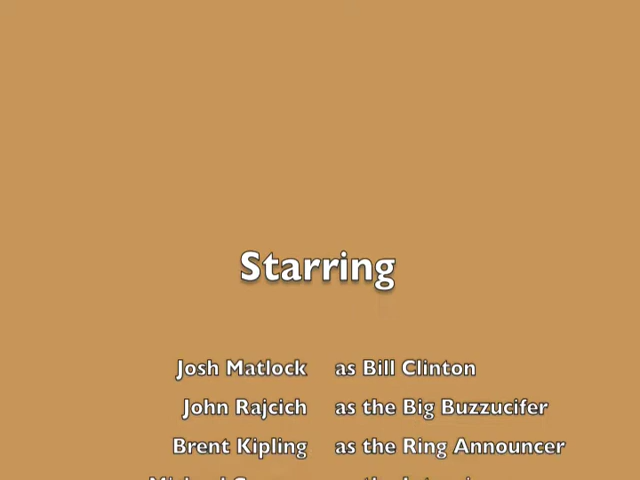 Starring
Josh Matlock as Bill Clinton
John Rajcich as the Big Buzzucifer
Brent Kipling as the Ring Announcer